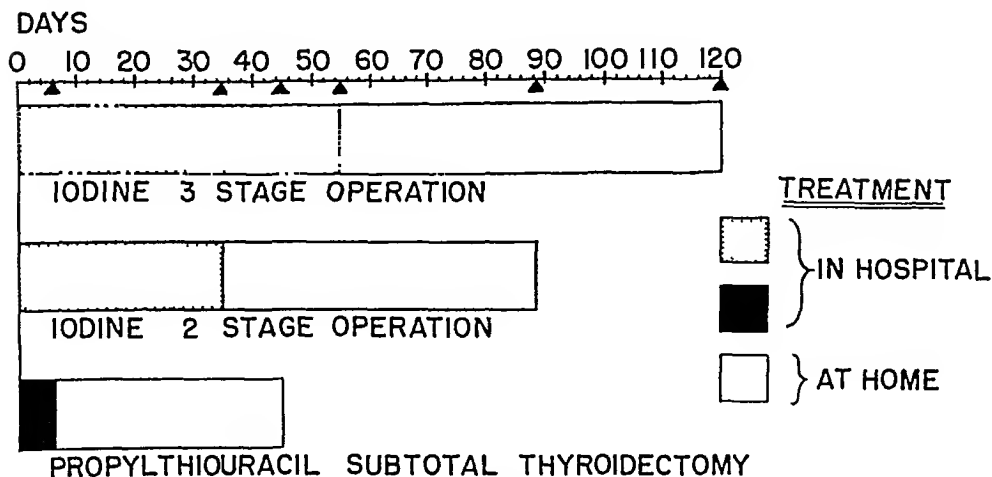 DAYS
0 10 20 30 40 50 60 70 80 90 100 110 120
IODINE 3 STAGE OPERATION
TREATMENT
IN HOSPITAL
IODINE 2 STAGE OPERATION
AT HOME
PROPYLTHIOURACIL SUBTOTAL THYROIDECTOMY